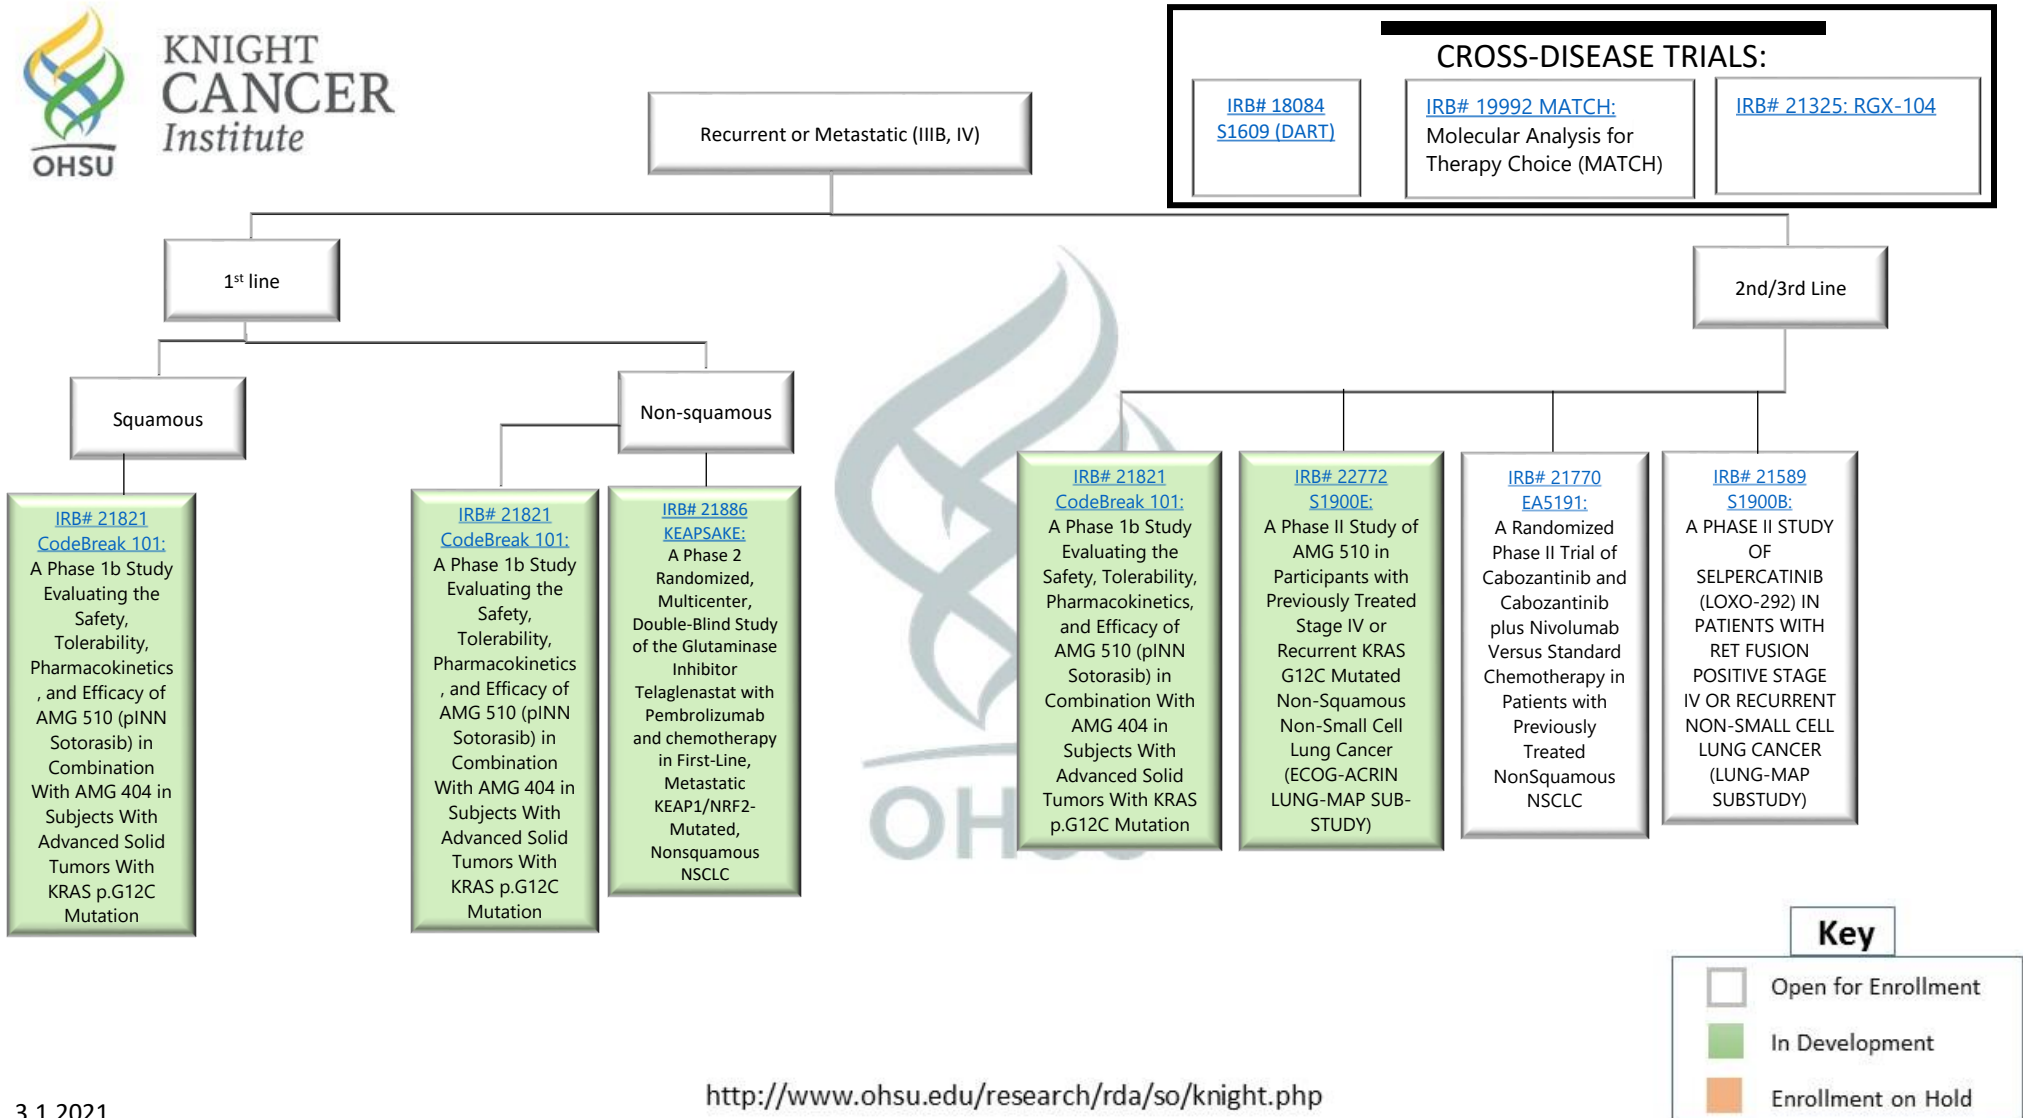 KNIGHT
CANCER
Institute
OHSU
CROSS-DISEASE TRIALS:
IRB# 18084
S1609 (DART)
IRB# 19992 MATCH:
Molecular Analysis for
Therapy Choice (MATCH)
IRB# 21325: RGX-104
Recurrent or Metastatic (IIIB, IV)
1st line
2nd/3rd Line
Squamous
Non-squamous
IRB# 21821
CodeBreak 101:
A Phase 1b Study
Evaluating the
Safety,
Tolerability,
Pharmacokinetics
, and Efficacy of
AMG 510 (pINN
Sotorasib) in
Combination
With AMG 404 in
Subjects With
Advanced Solid
Tumors With
KRAS p.G12C
Mutation
IRB# 21821
CodeBreak 101:
A Phase 1b Study
Evaluating the
Safety,
Tolerability,
Pharmacokinetics
, and Efficacy of
AMG 510 (pINN
Sotorasib) in
Combination
With AMG 404 in
Subjects With
Advanced Solid
Tumors With
KRAS p.G12C
Mutation
IRB# 21886
KEAPSAKE:
A Phase 2
Randomized,
Multicenter,
Double-Blind Study
of the Glutaminase
Inhibitor
Telaglenastat with
Pembrolizumab
and chemotherapy
in First-Line,
Metastatic
KEAP1/NRF2-
Mutated,
Nonsquamous
NSCLC
IRB# 21821
CodeBreak 101:
A Phase 1b Study
Evaluating the
Safety, Tolerability,
Pharmacokinetics,
and Efficacy of
AMG 510 (pINN
Sotorasib) in
Combination With
AMG 404 in
Subjects With
Advanced Solid
Tumors With KRAS
p.G12C Mutation
IRB# 22772
S1900E:
A Phase II Study of
AMG 510 in
Participants with
Previously Treated
Stage IV or
Recurrent KRAS
G12C Mutated
Non-Squamous
Non-Small Cell
Lung Cancer
(ECOG-ACRIN
LUNG-MAP SUB-
STUDY)
IRB# 21770
EA5191:
A Randomized
Phase II Trial of
Cabozantinib and
Cabozantinib
plus Nivolumab
Versus Standard
Chemotherapy in
Patients with
Previously
Treated
NonSquamous
NSCLC
IRB# 21589
S1900B:
A PHASE II STUDY
OF
SELPERCATINIB
(LOXO-292) IN
PATIENTS WITH
RET FUSION
POSITIVE STAGE
IV OR RECURRENT
NON-SMALL CELL
LUNG CANCER
(LUNG-MAP
SUBSTUDY)
Key
Open for Enrollment
In Development
Enrollment on Hold
http://www.ohsu.edu/research/rda/so/knight.php
3.1.2021